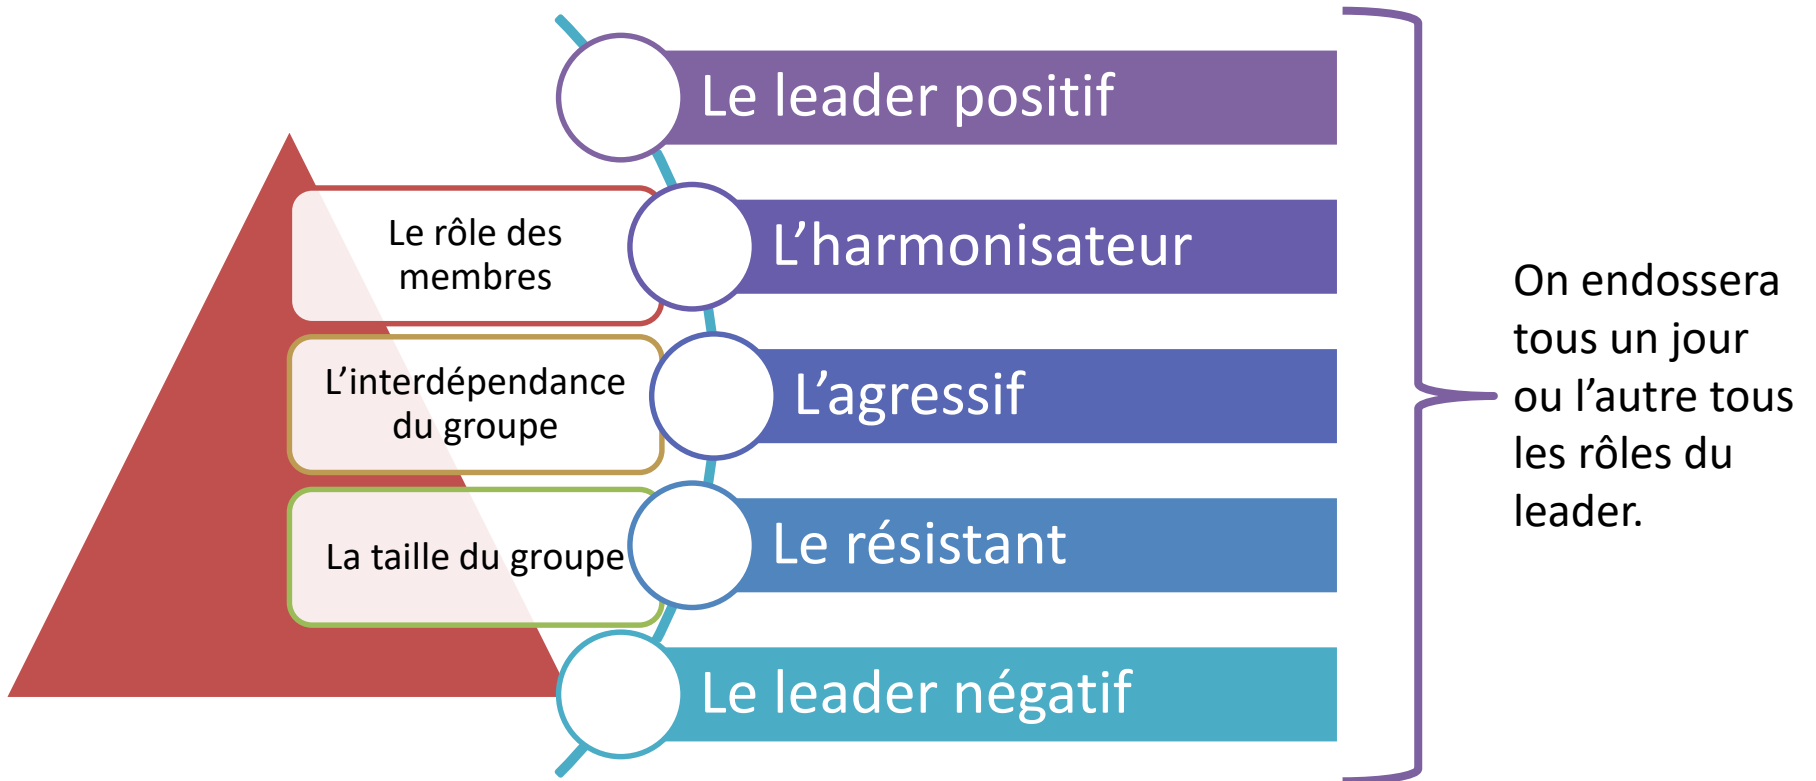 Le rôle des
membres
L’interdépendance
du groupe
La taille du groupe
Le leader positif
L’harmonisateur
L’agressif
Le résistant
Le leader négatif
On endossera
tous un jour
ou l’autre tous
les rôles du
leader.